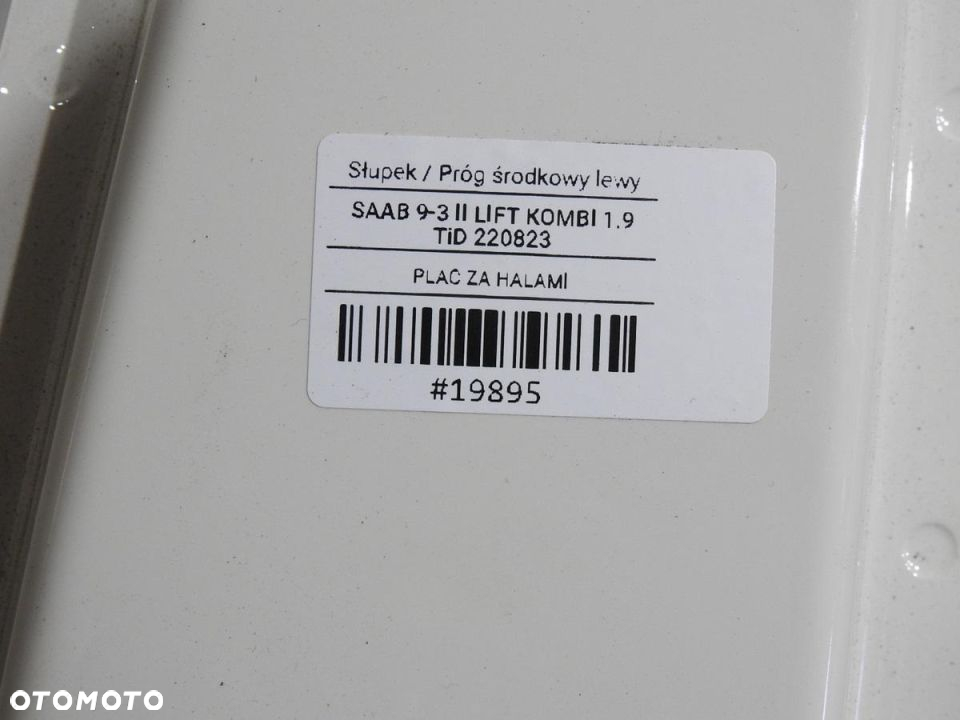 Słupek / Próg środkowy lewy
SAAB 9-3 II LIFT KOMBI 1.9
TiD 220823
PLAC ZA HALAMI
#19895
OTOMOTO